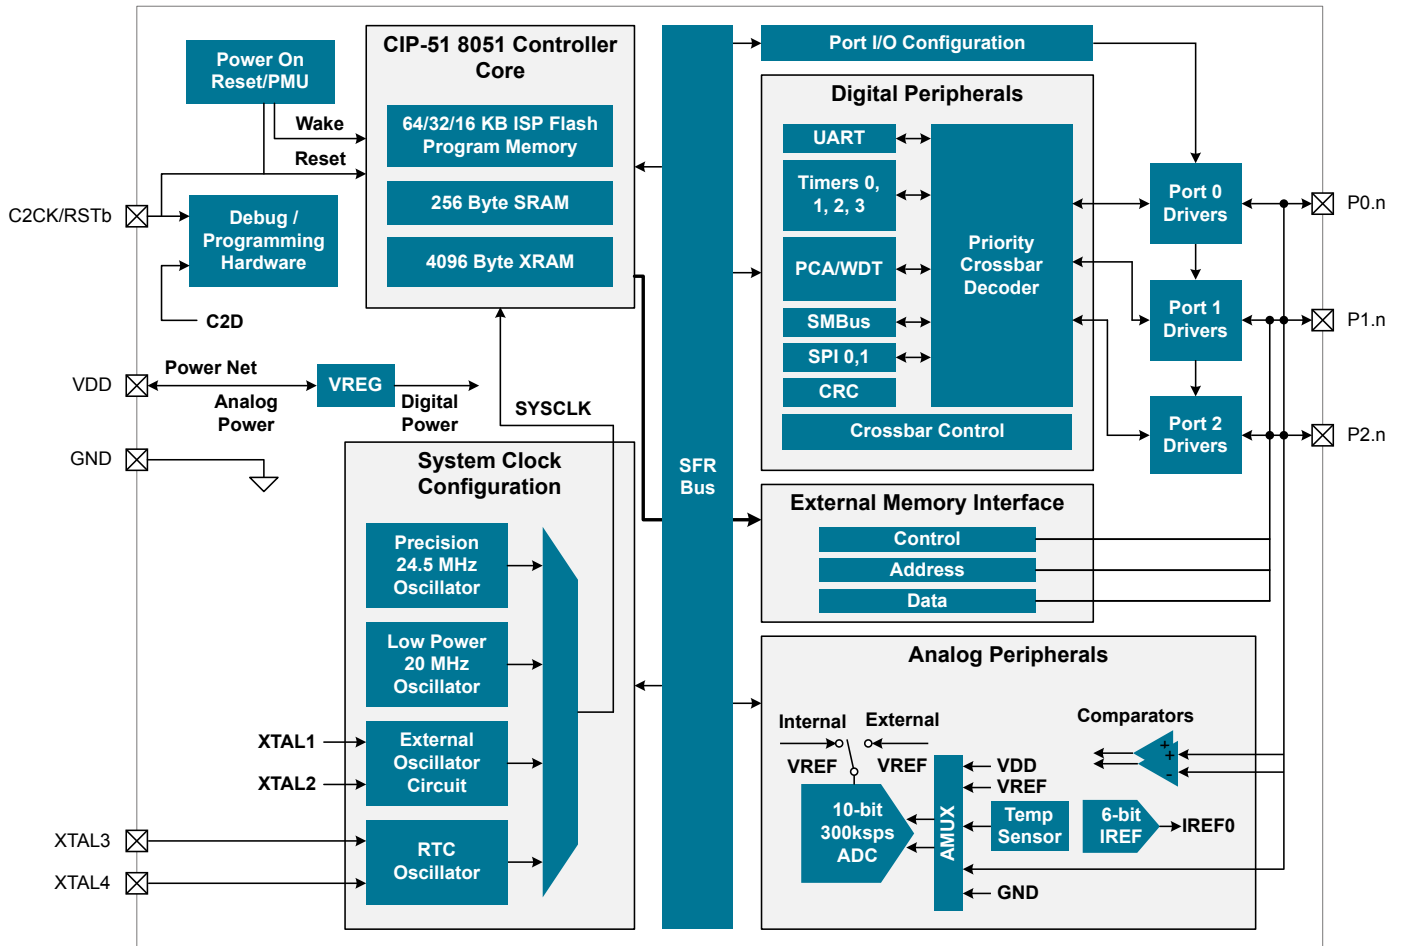 Power On
Reset/PMU
Wake
Reset
C2CK/RSTb
Debug /
Programming
Hardware
C2D
VDD
Power Net
Analog
Power
VREG
Digital
Power
GND
CIP-51 8051 Controller
Core
64/32/16 KB ISP Flash
Program Memory
256 Byte SRAM
4096 Byte XRAM
SYSCLK
System Clock
Configuration
Precision
24.5 MHz
Oscillator
Low Power
20 MHz
Oscillator
XTAL1
XTAL2
External
Oscillator
Circuit
XTAL3
XTAL4
RTC
Oscillator
SFR
Bus
Port I/O Configuration
Digital Peripherals
UART
Timers 0,
1, 2, 3
PCA/WDT
SMBus
SPI 0,1
CRC
Priority
Crossbar
Decoder
Crossbar Control
Port 0
Drivers
P0.n
Port 1
Drivers
P1.n
Port 2
Drivers
P2.n
External Memory Interface
Control
Address
Data
Analog Peripherals
Internal
VREF
External
VREF
10-bit
300ksps
ADC
AMUX
VDD
VREF
Temp
Sensor
GND
Comparators
+
+
-
6-bit
IREF
IREF0